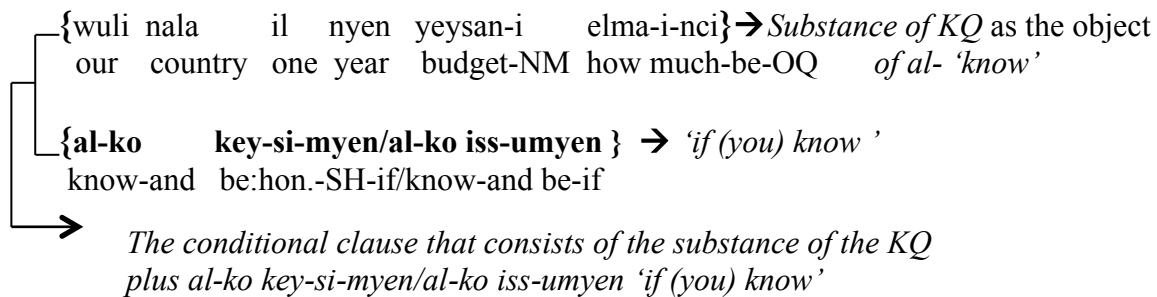 {wuli nala il nyen yeysan-i elma-i-nci}→Substance of KQ as the object
our country one year budget-NM how much-be-OQ of al- ‘know’
{al-ko key-si-myen/al-ko iss-umyen } → ‘if (you) know ’
know-and be:hon.-SH-if/know-and be-if
The conditional clause that consists of the substance of the KQ
plus al-ko key-si-myen/al-ko iss-umyen ‘if (you) know’